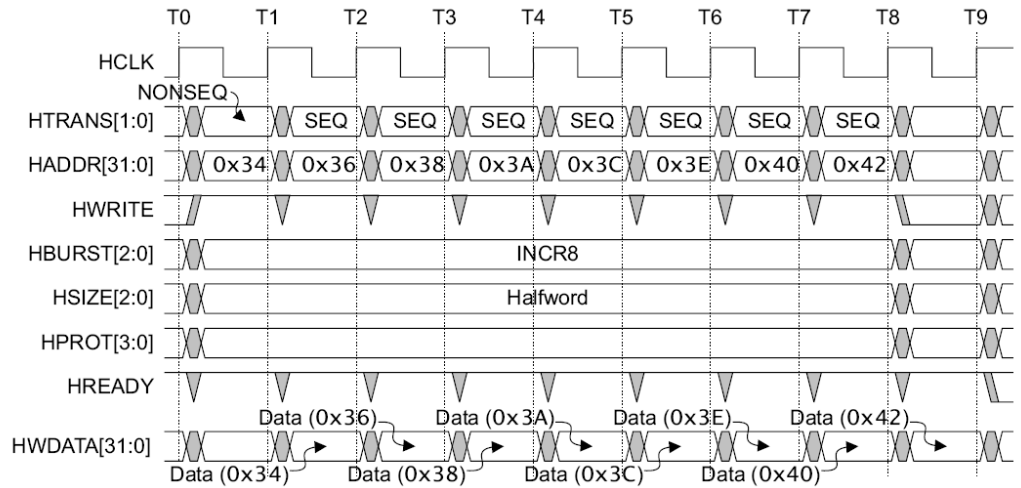 T0 T1 T2 T3 T4 T5 T6 T7 T8 T9
HCLK
NONSEQ
HTRANS[1:0] SEQ SEQ SEQ SEQ SEQ SEQ SEQ
HADDR[31:0] 0x34 0x36 0x38 0x3A 0x3C 0x3E 0x40 0x42
HWRITE
HBURST[2:0] INCR8
HSIZE[2:0] Halfword
HPROT[3:0]
HREADY
Data (0x36) Data (0x3A) Data (0x3E) Data (0x42)
HWDATA[31:0]
Data (0x34) Data (0x38) Data (0x3C) Data (0x40)